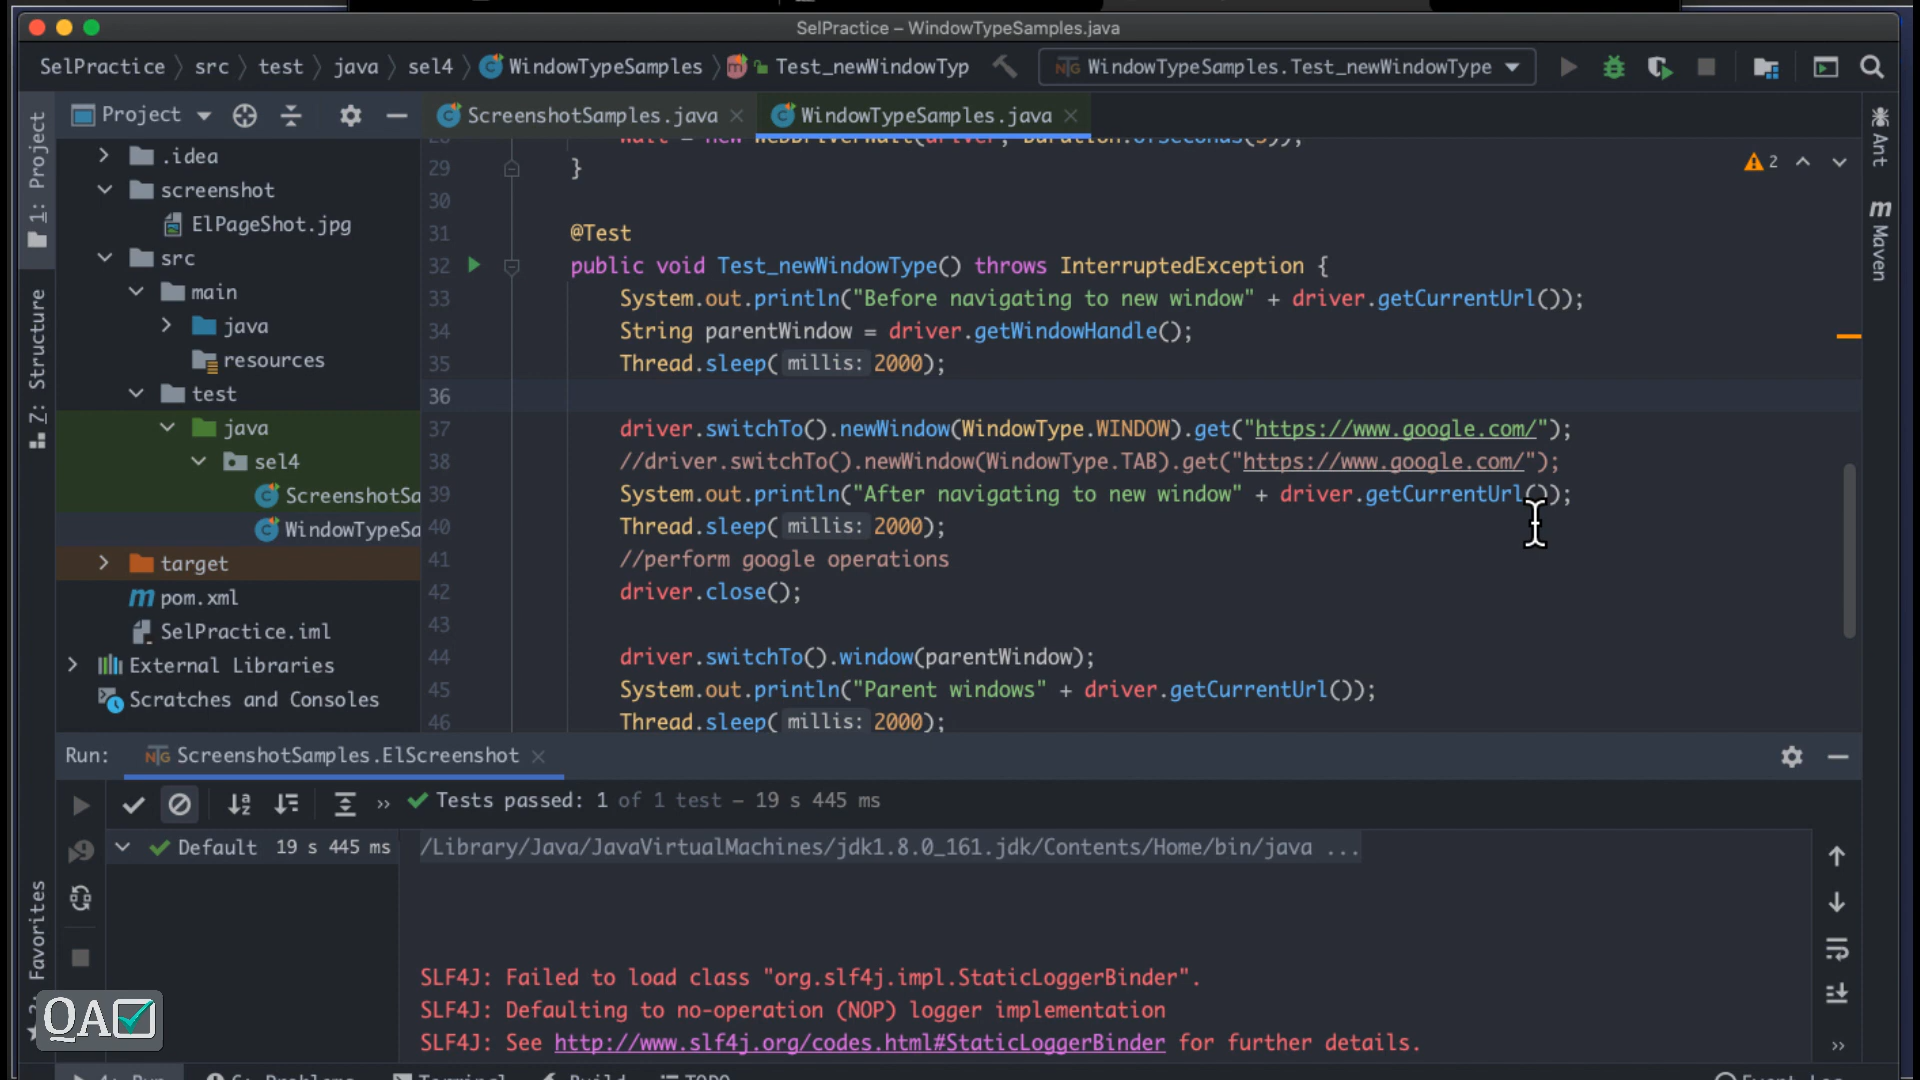 SelPractice – WindowTypeSamples.java
SelPractice src test java sel4 WindowTypeSamples Test_newWindowTyp WindowTypeSamples.Test_newWindowType
1: Project
Project
ScreenshotSamples.java WindowTypeSamples.java
Ant
Maven
.idea
screenshot
ElPageShot.jpg
src
main
java
resources
test
java
sel4
ScreenshotSa
WindowTypeSa
target
pom.xml
SelPractice.iml
External Libraries
Scratches and Consoles
Z: Structure
Favorites
2
wait = new WebDriverWait(driver, Duration.ofSeconds(5));
29 }
30
31 @Test
32 public void Test_newWindowType() throws InterruptedException {
33 System.out.println("Before navigating to new window" + driver.getCurrentUrl());
34 String parentWindow = driver.getWindowHandle();
35 Thread.sleep( millis: 2000);
36
37 driver.switchTo().newWindow(WindowType.WINDOW).get("https://www.google.com/");
38 //driver.switchTo().newWindow(WindowType.TAB).get("https://www.google.com/");
39 System.out.println("After navigating to new window" + driver.getCurrentUrl());
40 Thread.sleep( millis: 2000);
41 //perform google operations
42 driver.close();
43
44 driver.switchTo().window(parentWindow);
45 System.out.println("Parent windows" + driver.getCurrentUrl());
46 Thread.sleep( millis: 2000);
Run: ScreenshotSamples.ElScreenshot
Tests passed: 1 of 1 test – 19 s 445 ms
Default 19 s 445 ms
/Library/Java/JavaVirtualMachines/jdk1.8.0_161.jdk/Contents/Home/bin/java ...
SLF4J: Failed to load class "org.slf4j.impl.StaticLoggerBinder".
SLF4J: Defaulting to no-operation (NOP) logger implementation
SLF4J: See http://www.slf4j.org/codes.html#StaticLoggerBinder for further details.
QA